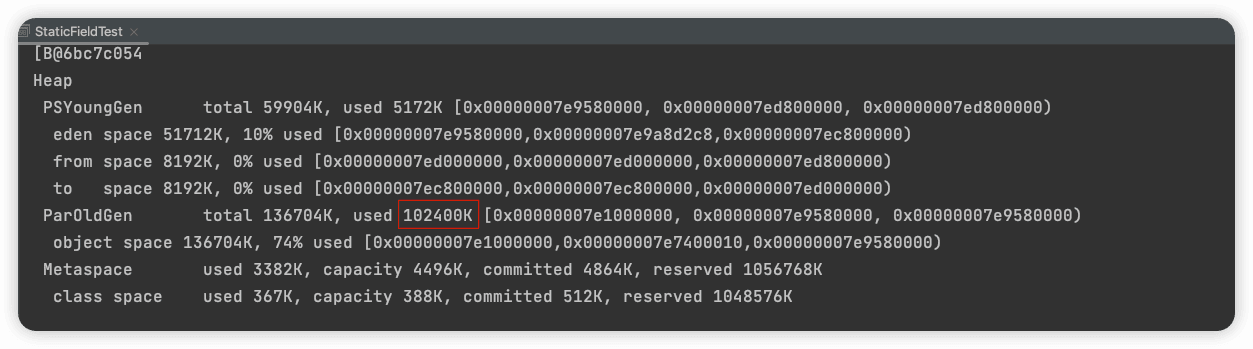 StaticFieldTest ×
[B@6bc7c054
Heap
PSYoungGen total 59904K, used 5172K [0x00000007e9580000, 0x00000007ed800000, 0x00000007ed800000)
eden space 51712K, 10% used [0x00000007e9580000,0x00000007e9a8d2c8,0x00000007ec800000)
from space 8192K, 0% used [0x00000007ed000000,0x00000007ed000000,0x00000007ed800000)
to space 8192K, 0% used [0x00000007ec800000,0x00000007ec800000,0x00000007ed000000)
ParOldGen total 136704K, used 102400K [0x00000007e1000000, 0x00000007e9580000, 0x00000007e9580000)
object space 136704K, 74% used [0x00000007e1000000,0x00000007e7400010,0x00000007e9580000)
Metaspace used 3382K, capacity 4496K, committed 4864K, reserved 1056768K
class space used 367K, capacity 388K, committed 512K, reserved 1048576K